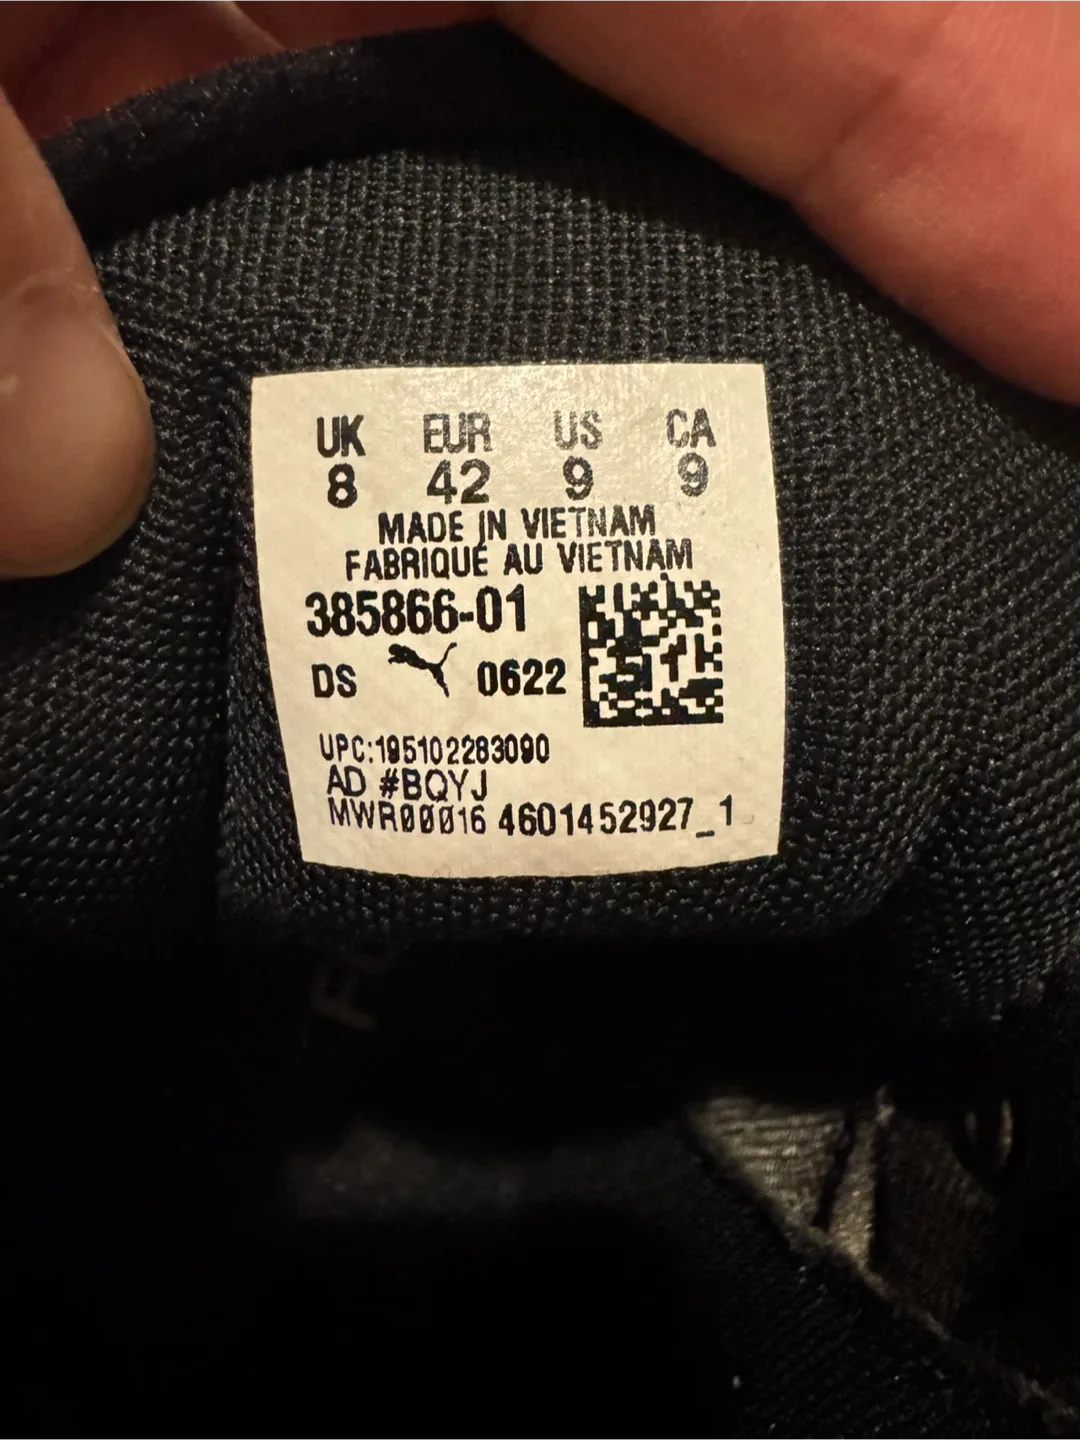 UK EUR US CA
8 42 9 9
MADE IN VIETNAM
FABRIQUÉ AU VIETNAM
385866-01
DS 0622
UPC:195102283090
AD #BQYJ
MWR00016 4601452927_1